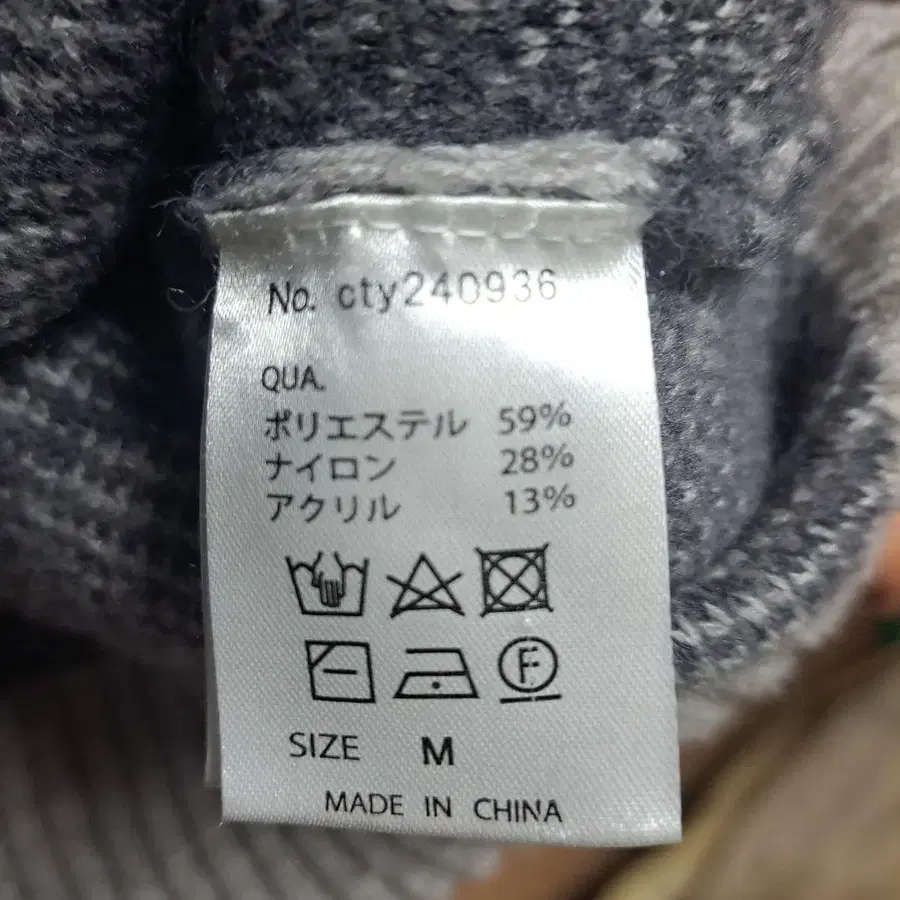 No. cty240936
QUA.
ポリエステル 59%
ナイロン 28%
アクリル 13%
F
SIZE M
MADE IN CHINA